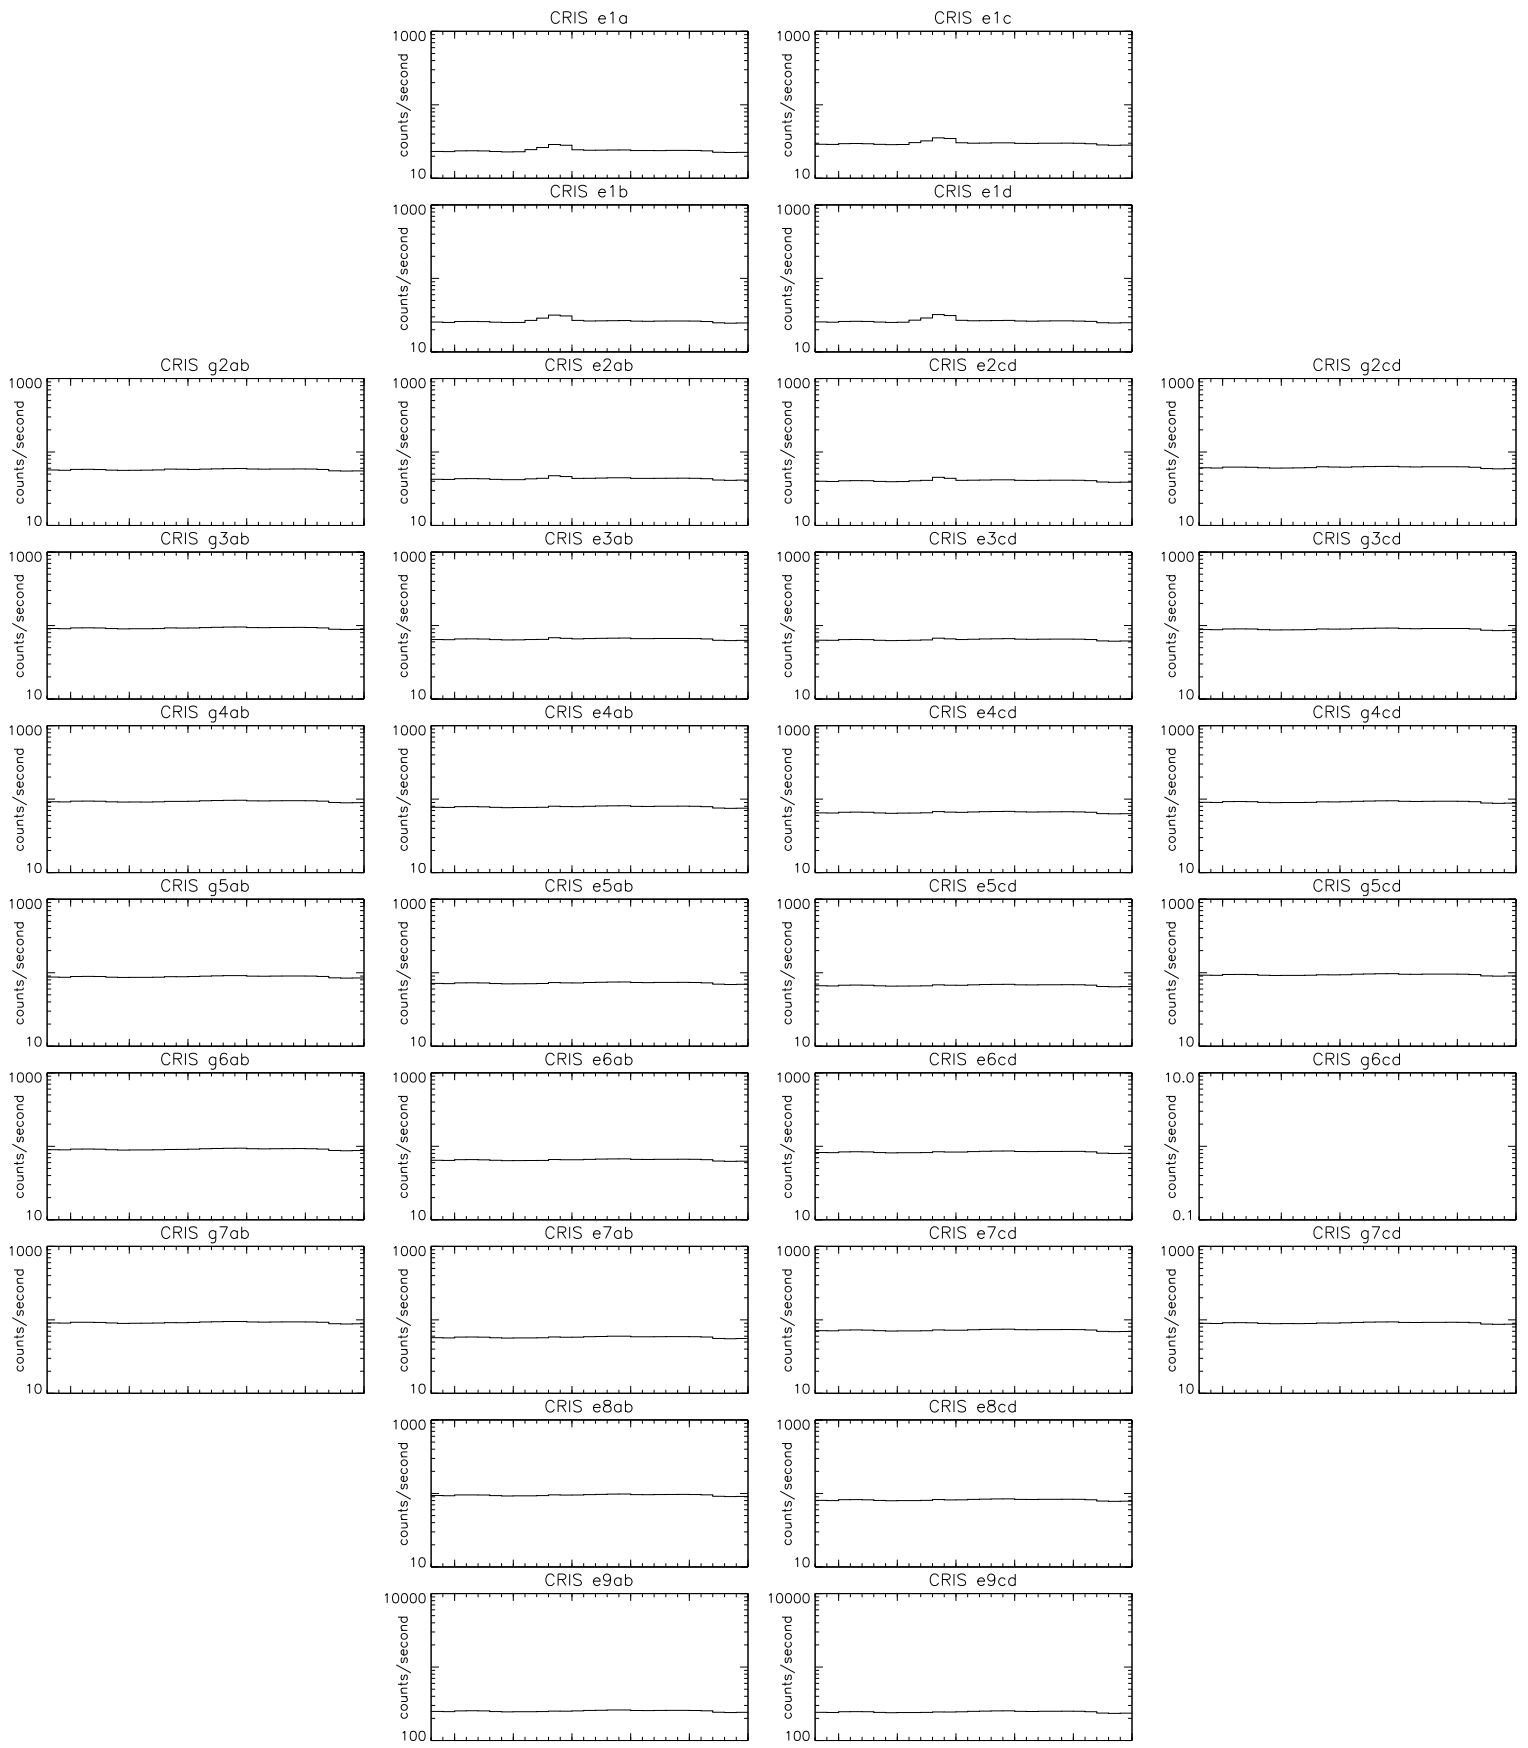 CRIS e1a CRIS e1c
1000 1000
counts/second counts/second
10 10
CRIS e1b CRIS e1d
1000 1000
counts/second counts/second
10 10
CRIS g2ab CRIS e2ab CRIS e2cd CRIS g2cd
1000 1000 1000 1000
counts/second counts/second counts/second counts/second
10 10 10 10
CRIS g3ab CRIS e3ab CRIS e3cd CRIS g3cd
1000 1000 1000 1000
counts/second counts/second counts/second counts/second
10 10 10 10
CRIS g4ab CRIS e4ab CRIS e4cd CRIS g4cd
1000 1000 1000 1000
counts/second counts/second counts/second counts/second
10 10 10 10
CRIS g5ab CRIS e5ab CRIS e5cd CRIS g5cd
1000 1000 1000 1000
counts/second counts/second counts/second counts/second
10 10 10 10
CRIS g6ab CRIS e6ab CRIS e6cd CRIS g6cd
1000 1000 1000 10.0
counts/second counts/second counts/second counts/second
1.0
10 10 10 0.1
CRIS g7ab CRIS e7ab CRIS e7cd CRIS g7cd
1000 1000 1000 1000
counts/second counts/second counts/second counts/second
10 10 10 10
CRIS e8ab CRIS e8cd
1000 1000
counts/second counts/second
10 10
CRIS e9ab CRIS e9cd
10000 10000
counts/second counts/second
100 100